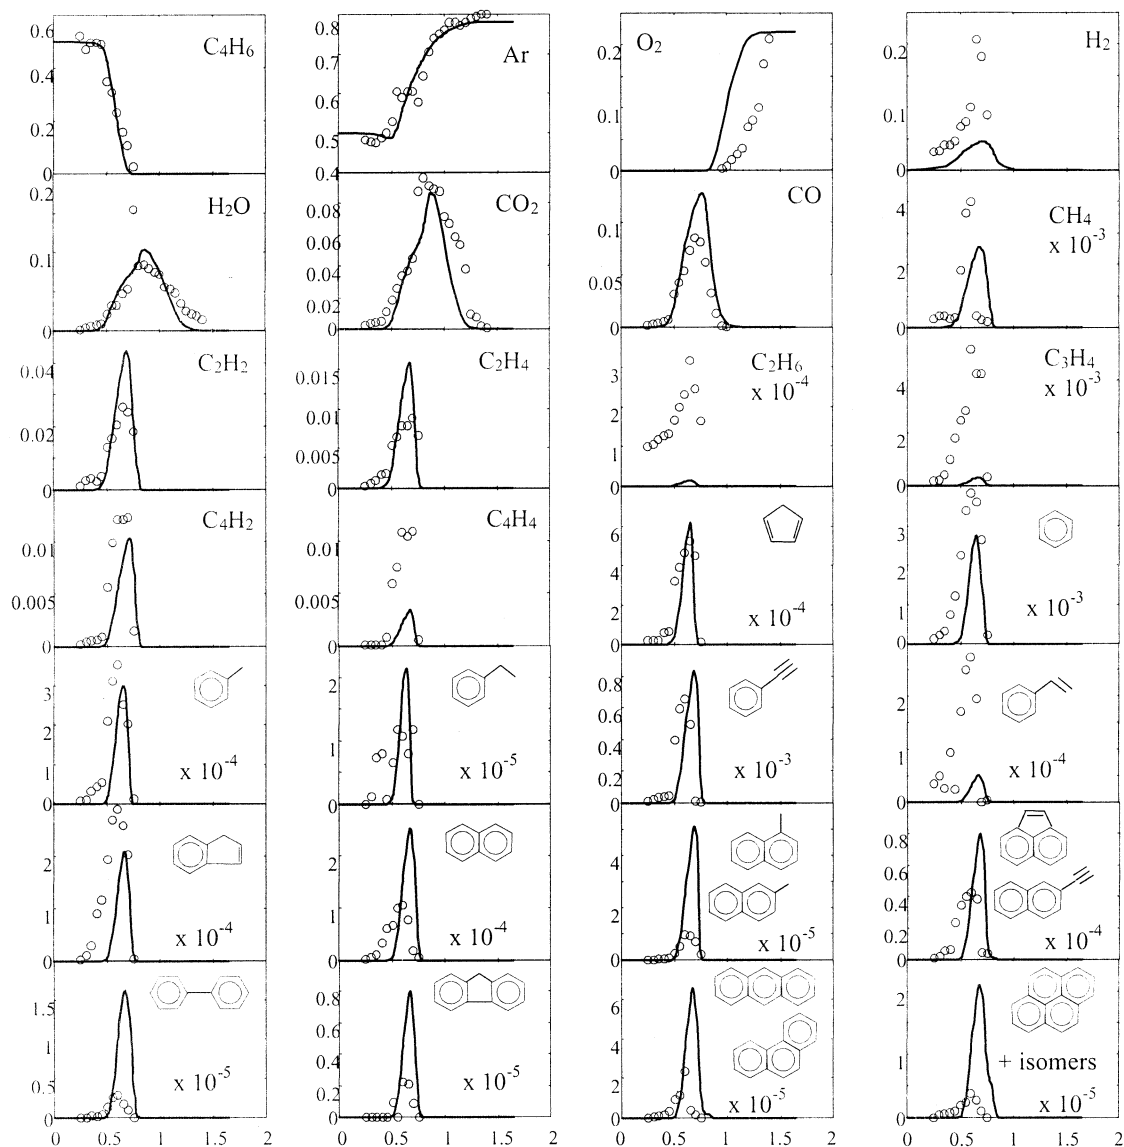 0.6 C4H6 0.8 Ar O2 H2
0.4 0.7 0.2 0.2
0.6
0.2 0.5 0.1 0.1
0 0.4 0 0
0.2 H2O CO2 CO 4 CH4
0.08 0.1 x 10-3
0.1 0.06 2
0.04 0.05
0.02
0 0.00 0 0
C2H2 C2H4 3 C2H6 C3H4
0.04 0.015 x 10-4 4 x 10-3
0.01 2
0.02 2
0.005 1
0 0 0 0
C4H2 C4H4 6 3
0.01 0.01 4 2
0.005 0.005 2 x 10-4 1 x 10-3
0 0 0 0
3 2 0.8
0.6 2
2
1 0.4 1
1 x 10-4 x 10-5 0.2 x 10-3 x 10-4
0 0 0 0
0.8
2 2 4 0.6
1 1 2 0.4
x 10-4 x 10-4 x 10-5 0.2 x 10-4
0 0 0 0
0.8 6 2
1.5 0.6
1 4
0.4 1 + isomers
0.5 x 10-5 0.2 x 10-5 2 x 10-5 x 10-5
0 0 0 0
0 0.5 1 1.5 2 0 0.5 1 1.5 2 0 0.5 1 1.5 2 0 0.5 1 1.5 2